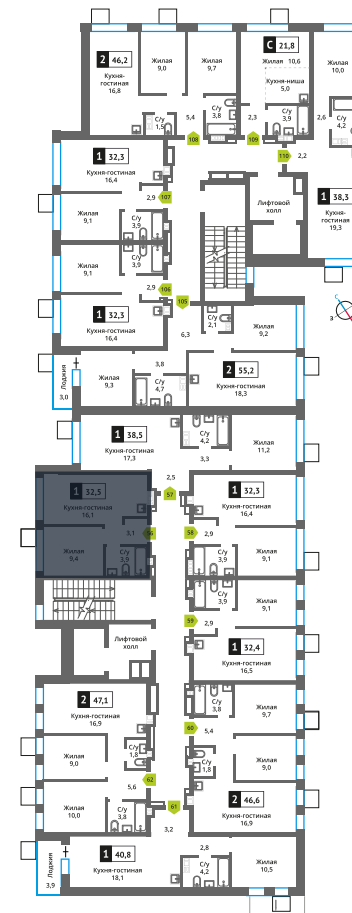 2 46,2
Кухня-
гостиная
16,8
Жилая
9,0
Жилая
9,7
С/у
1,5
5,4
С/у
3,8
108
С 21,8
Жилая 10,6
Кухня-ниша
5,0
2,3
С/у
3,9
109
Жилая
10,0
2,6
С/у
4,2
110
2,2
1 32,3
Кухня-гостиная
16,4
2,9
107
Жилая
9,1
С/у
3,9
Лифтовой
холл
1 38,3
Кухня-
гостиная
19,3
Жилая
9,1
С/у
3,9
2,9
106
105
1 32,3
Кухня-гостиная
16,4
6,3
С/у
2,1
Жилая
9,2
З
С
Лоджия
3,0
Жилая
9,3
3,8
С/у
4,7
2 55,2
Кухня-гостиная
18,3
1 38,5
Кухня-гостиная
17,3
С/у
4,2
3,3
Жилая
11,2
2,5
57
1 32,5
Кухня-гостиная
16,1
3,1
56
Жилая
9,4
С/у
3,9
1 32,3
Кухня-гостиная
16,4
58
2,9
С/у
3,9
Жилая
9,1
С/у
3,9
Жилая
9,1
59
2,9
1 32,4
Кухня-гостиная
16,5
Лифтовой
холл
2 47,1
Кухня-гостиная
16,9
С/у
3,8
Жилая
9,7
60
5,4
Жилая
9,0
С/у
1,8
С/у
1,8
Жилая
9,0
62
5,6
Жилая
10,0
С/у
3,8
61
3,2
2 46,6
Кухня-гостиная
16,9
Лоджия
3,9
1 40,8
Кухня-гостиная
18,1
2,8
С/у
4,2
Жилая
10,5